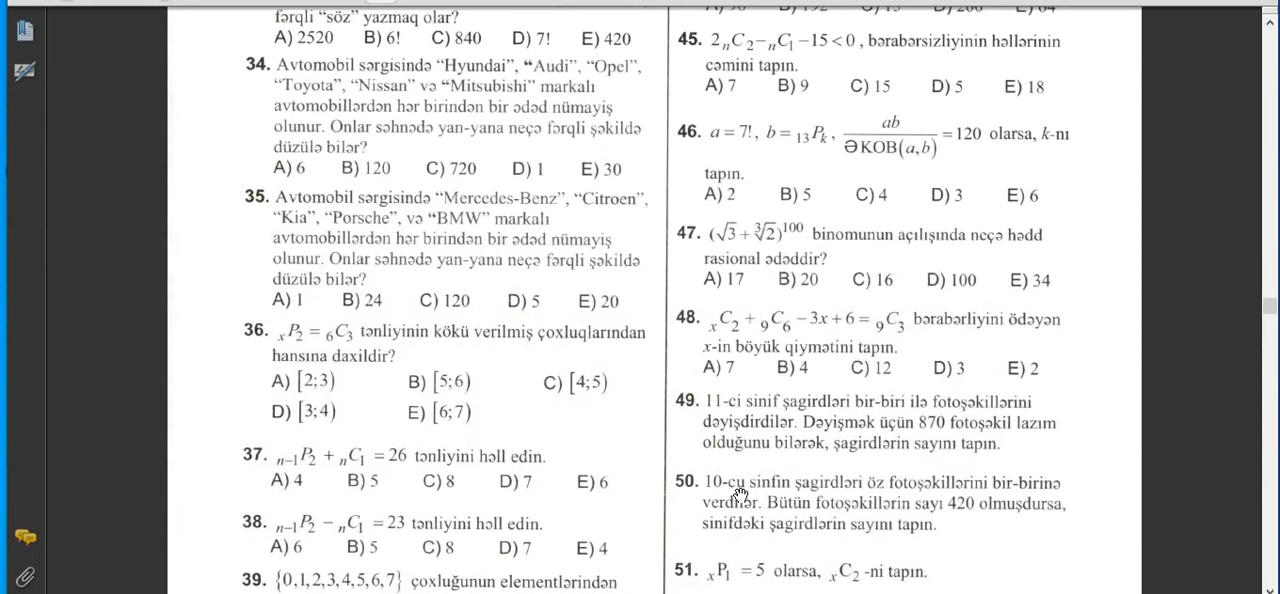 fərqli “söz” yazmaq olar?
A) 2520 B) 6! C) 840 D) 7! E) 420
34. Avtomobil sərgisində “Hyundai”, “Audi”, “Opel”,
“Toyota”, “Nissan” və “Mitsubishi” markalı
avtomobillərdən hər birindən bir ədəd nümayiş
olunur. Onlar səhnədə yan-yana neçə fərqli şəkildə
düzülə bilər?
A) 6 B) 120 C) 720 D) 1 E) 30
35. Avtomobil sərgisində “Mercedes-Benz”, “Citroen”,
“Kia”, “Porsche”, və “BMW” markalı
avtomobillərdən hər birindən bir ədəd nümayiş
olunur. Onlar səhnədə yan-yana neçə fərqli şəkildə
düzülə bilər?
A) 1 B) 24 C) 120 D) 5 E) 20
36. ₓP₂ = ₆C₃ tənliyinin kökü verilmiş çoxluqlarından
hansına daxildir?
A) [2;3) B) [5;6) C) [4;5)
D) [3;4) E) [6;7)
37. ₙ₋₁P₂ + ₙC₁ = 26 tənliyini həll edin.
A) 4 B) 5 C) 8 D) 7 E) 6
38. ₙ₋₁P₂ − ₙC₁ = 23 tənliyini həll edin.
A) 6 B) 5 C) 8 D) 7 E) 4
39. {0,1,2,3,4,5,6,7} çoxluğunun elementlərindən
45. 2ₙC₂−ₙC₁−15<0, bərabərsizliyinin həllərinin
cəmini tapın.
A) 7 B) 9 C) 15 D) 5 E) 18
46. a = 7!, b = ₁₃Pₖ, ab/ƏKOB(a,b) = 120 olarsa, k-nı
tapın.
A) 2 B) 5 C) 4 D) 3 E) 6
47. (√3 + ∛2)¹⁰⁰ binomunun açılışında neçə hədd
rasional ədəddir?
A) 17 B) 20 C) 16 D) 100 E) 34
48. ₓC₂ + ₉C₆ − 3x + 6 = ₉C₃ bərabərliyini ödəyən
x-in böyük qiymətini tapın.
A) 7 B) 4 C) 12 D) 3 E) 2
49. 11-ci sinif şagirdləri bir-biri ilə fotoşəkillərini
dəyişdirdilər. Dəyişmək üçün 870 fotoşəkil lazım
olduğunu bilərək, şagirdlərin sayını tapın.
50. 10-cu sinfin şagirdləri öz fotoşəkillərini bir-birinə
verdilər. Bütün fotoşəkillərin sayı 420 olmuşdursa,
sinifdəki şagirdlərin sayını tapın.
51. ₓP₁ = 5 olarsa, ₓC₂ -ni tapın.